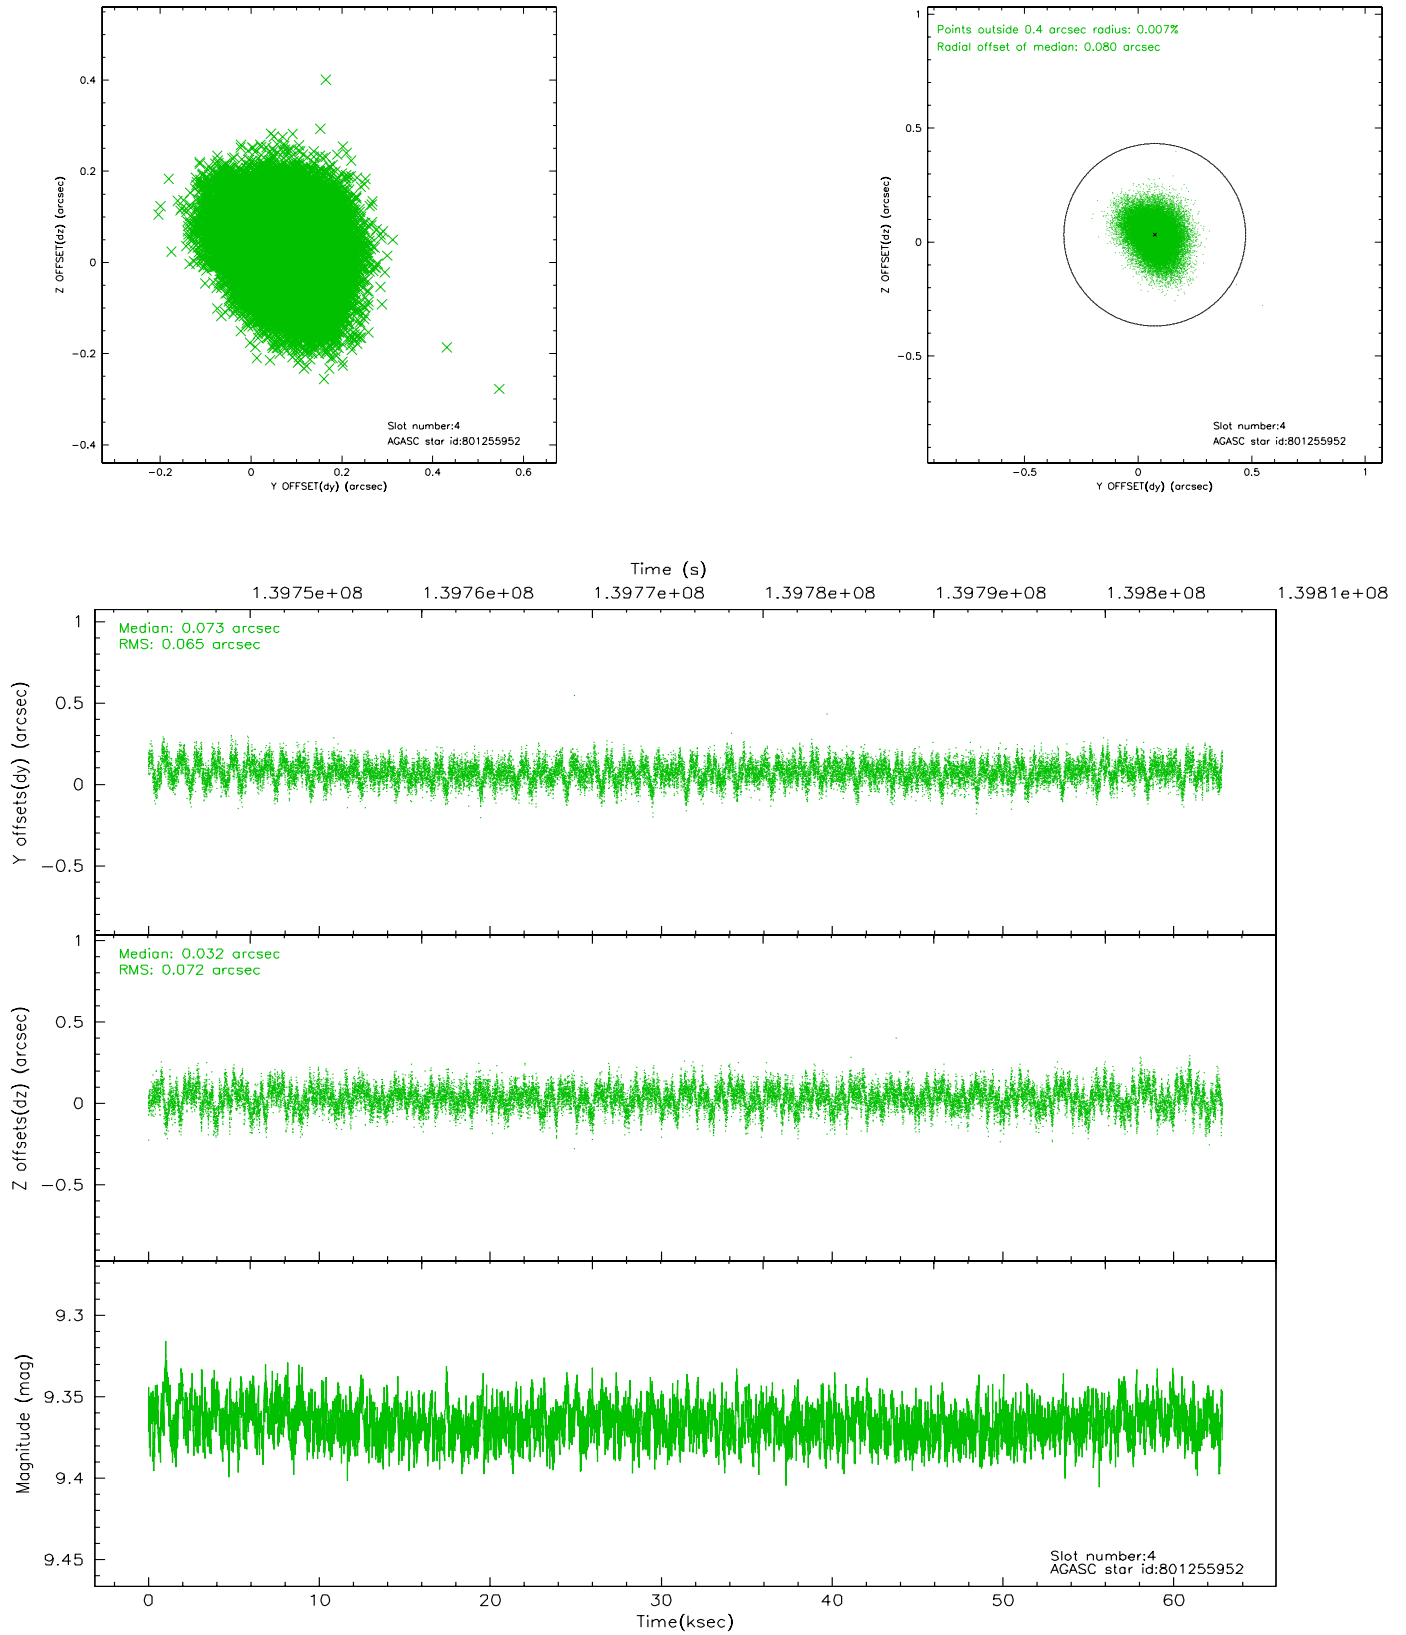 0.4
0.2
0
−0.2
−0.4
Z OFFSET(dz) (arcsec)
Slot number:4
AGASC star id:801255952
−0.2 0 0.2 0.4 0.6
Y OFFSET(dy) (arcsec)
Points outside 0.4 arcsec radius: 0.007%
Radial offset of median: 0.080 arcsec
1
0.5
0
−0.5
Z OFFSET(dz) (arcsec)
Slot number:4
AGASC star id:801255952
−0.5 0 0.5 1
Y OFFSET(dy) (arcsec)
Time (s)
1.3975e+08 1.3976e+08 1.3977e+08 1.3978e+08 1.3979e+08 1.398e+08 1.3981e+08
Median: 0.073 arcsec
RMS: 0.065 arcsec
1
0.5
0
−0.5
Y offsets(dy) (arcsec)
Median: 0.032 arcsec
RMS: 0.072 arcsec
1
0.5
0
−0.5
Z offsets(dz) (arcsec)
9.3
9.35
9.4
9.45
Magnitude (mag)
Slot number:4
AGASC star id:801255952
0 10 20 30 40 50 60
Time(ksec)